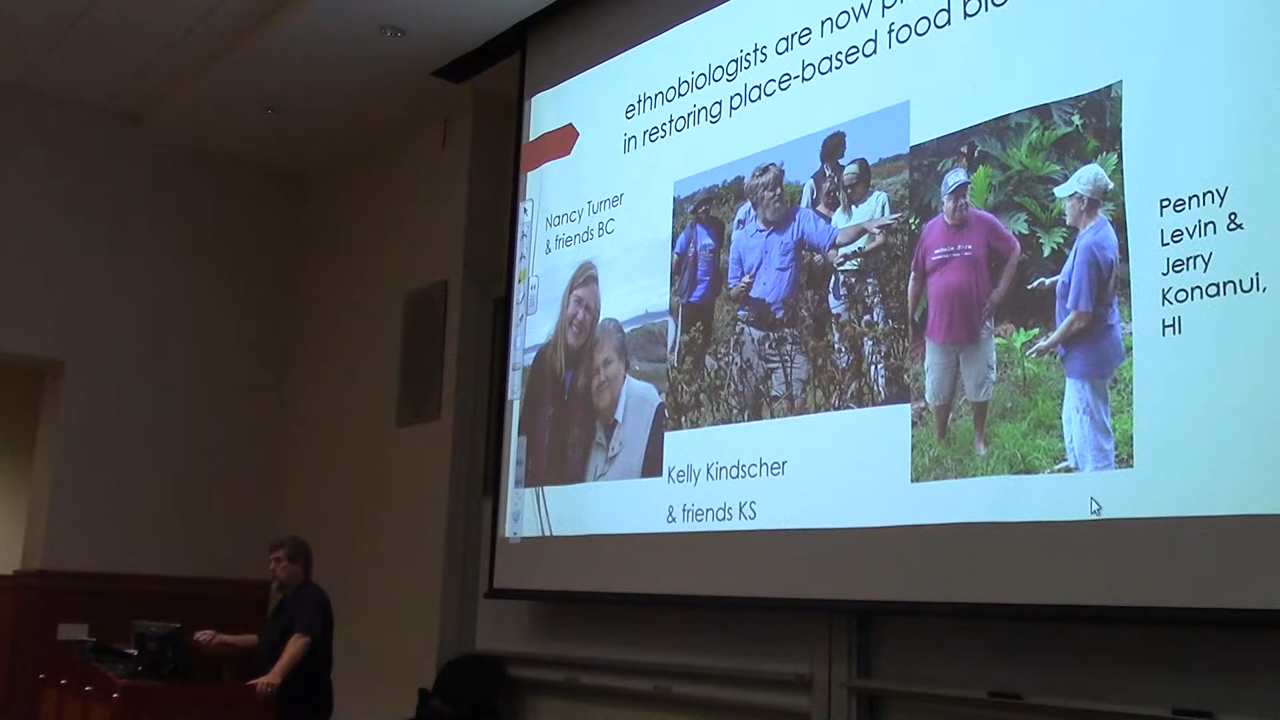 ethnobiologists are now
in restoring place-based food
Nancy Turner
& friends BC
Penny
Levin &
Jerry
Konanui,
HI
Kelly Kindscher
& friends KS